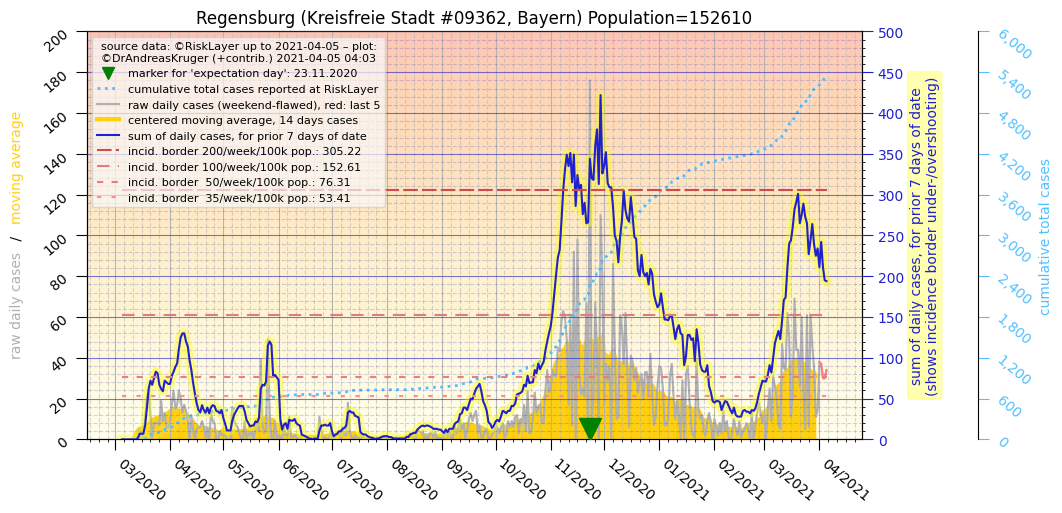 Regensburg (Kreisfreie Stadt #09362, Bayern) Population=152610
source data: ©RiskLayer up to 2021-04-05 – plot:
©DrAndreasKruger (+contrib.) 2021-04-05 04:03
marker for 'expectation day': 23.11.2020
cumulative total cases reported at RiskLayer
raw daily cases (weekend-flawed), red: last 5
centered moving average, 14 days cases
sum of daily cases, for prior 7 days of date
incid. border 200/week/100k pop.: 305.22
incid. border 100/week/100k pop.: 152.61
incid. border  50/week/100k pop.: 76.31
incid. border  35/week/100k pop.: 53.41
raw daily cases / moving average
200
180
160
140
120
100
80
60
40
20
0
03/2020
04/2020
05/2020
06/2020
07/2020
08/2020
09/2020
10/2020
11/2020
12/2020
01/2021
02/2021
03/2021
04/2021
500
450
400
350
300
250
200
150
100
50
0
sum of daily cases, for prior 7 days of date
(shows incidence border under-/overshooting)
6,000
5,400
4,800
4,200
3,600
3,000
2,400
1,800
1,200
600
0
cumulative total cases